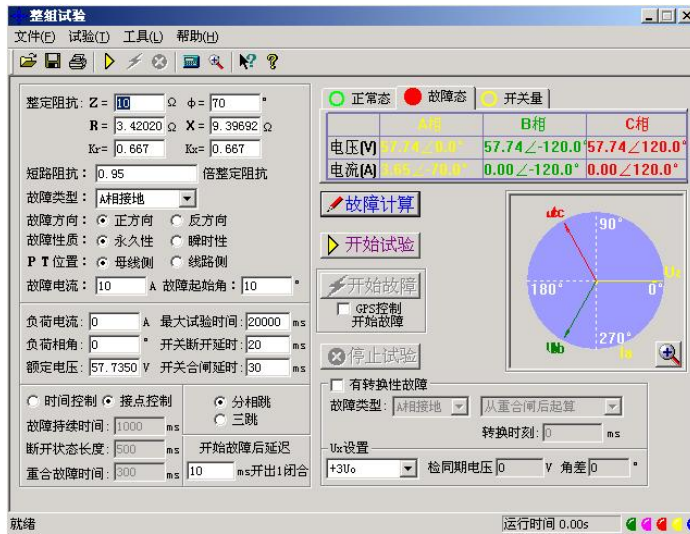 整组试验
文件(F) 试验(T) 工具(L) 帮助(H)
整定阻抗: Z = 10 Ω φ = 70 °
R = 3.42020 Ω X = 9.39692 Ω
Kr= 0.667 Kx= 0.667
短路阻抗: 0.95 倍整定阻抗
故障类型: A相接地
故障方向: 正方向 反方向
故障性质: 永久性 瞬时性
PT位置: 母线侧 线路侧
故障电流: 10 A 故障起始角: 10 °
负荷电流: 0 A 最大试验时间: 20000 ms
负荷相角: 0 ° 开关断开延时: 20 ms
额定电压: 57.7350 V 开关合闸延时: 30 ms
时间控制 接点控制
故障持续时间: 1000 ms
断开状态长度: 500 ms
重合故障时间: 300 ms
分相跳
三跳
开始故障后延迟
10 ms开出1闭合
正常态 故障态 开关量
A相 B相 C相
电压(V) 57.74∠0.0° 57.74∠-120.0° 57.74∠120.0°
电流(A) 3.65∠-70.0° 0.00∠-120.0° 0.00∠120.0°
故障计算
开始试验
开始故障
GPS控制
开始故障
停止试验
90°
180° 0°
270°
Ia
有转换性故障
故障类型: A相接地 从重合闸后起算
转换时刻: 0 ms
Ux设置
+3Uo 检同期电压 0 V 角差 0 °
就绪 运行时间 0.00s